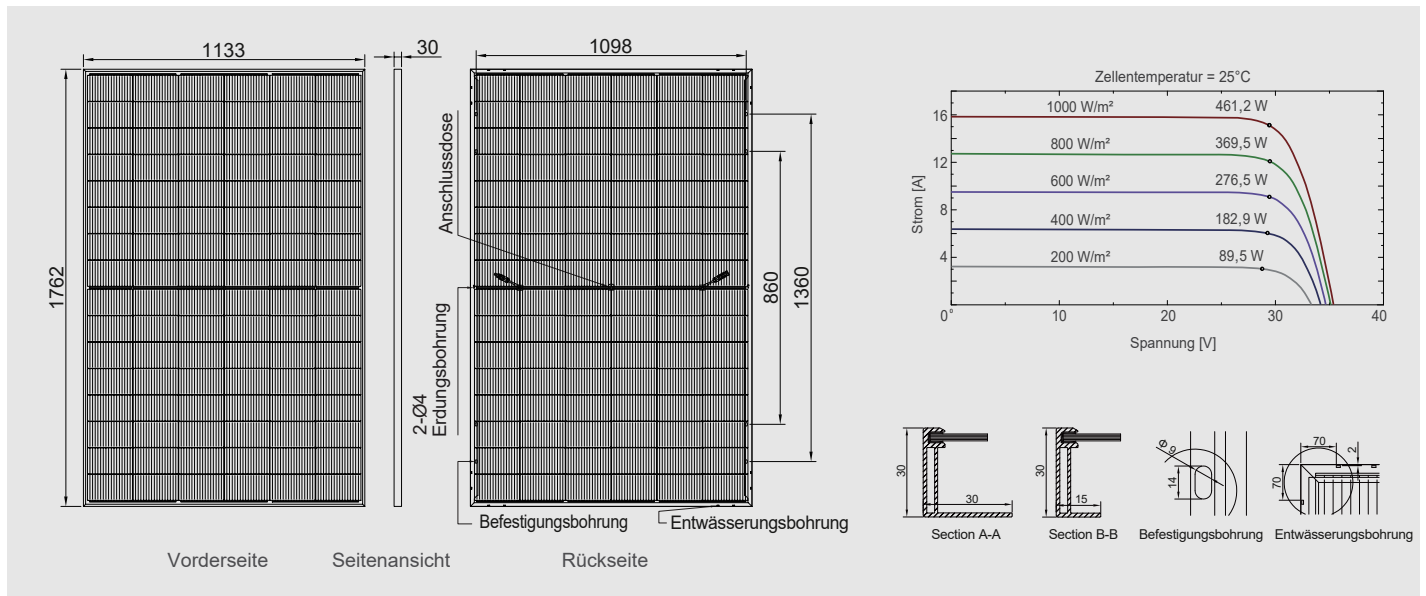 1133
30
1762
Vorderseite
Seitenansicht
1098
Anschlussdose
2-Ø4
Erdungsbohrung
860
1360
Befestigungsbohrung
Entwässerungsbohrung
Rückseite
Zellentemperatur = 25°C
Strom [A]
16
12
8
4
1000 W/m² 461,2 W
800 W/m² 369,5 W
600 W/m² 276,5 W
400 W/m² 182,9 W
200 W/m² 89,5 W
0 10 20 30 40
Spannung [V]
30
30
Section A-A
30
15
Section B-B
Φ 9
14
Befestigungsbohrung
70
2
70
Entwässerungsbohrung